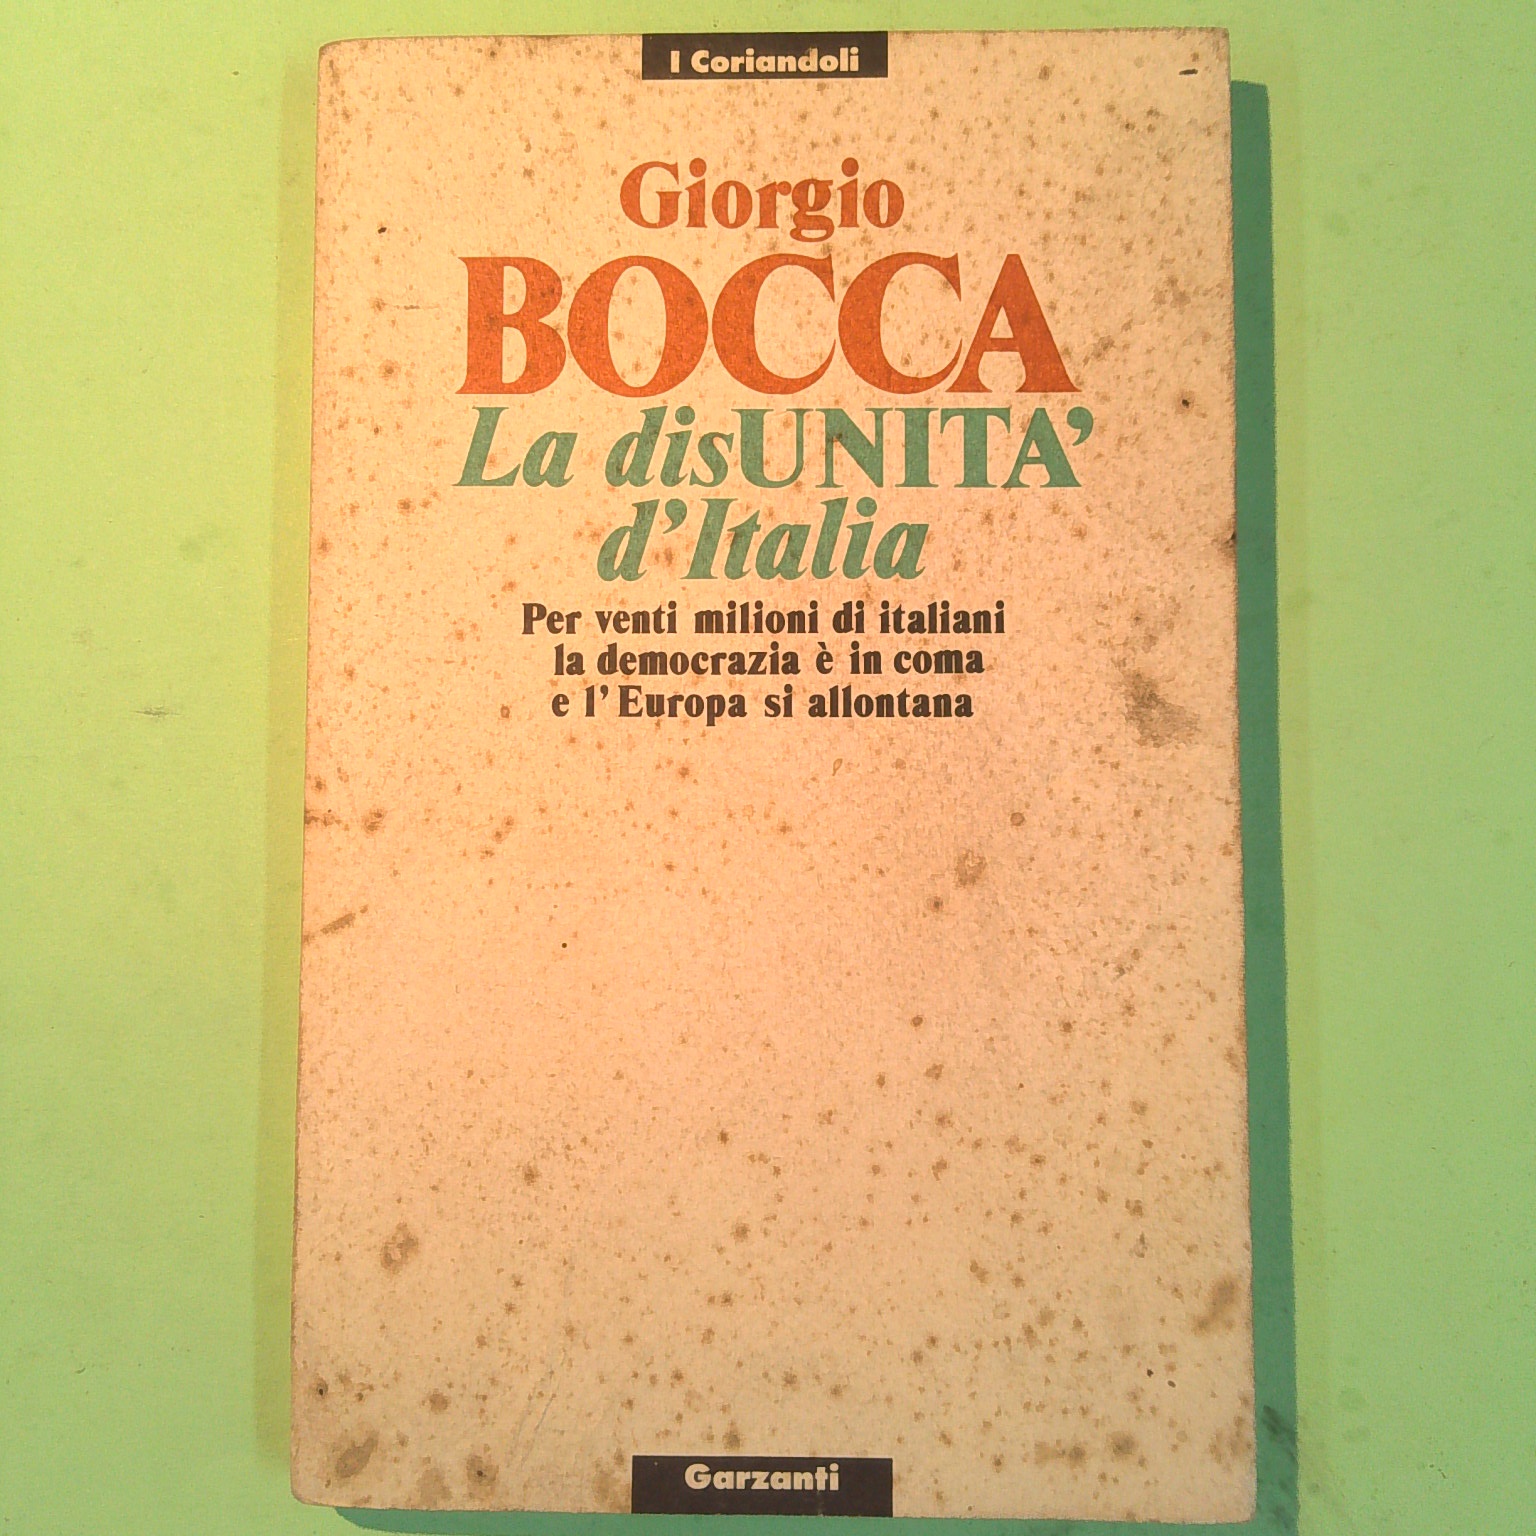 I Coriandoli
Giorgio
BOCCA
La disUNITA'
d'Italia
Per venti milioni di italiani
la democrazia è in coma
e l'Europa si allontana
Garzanti